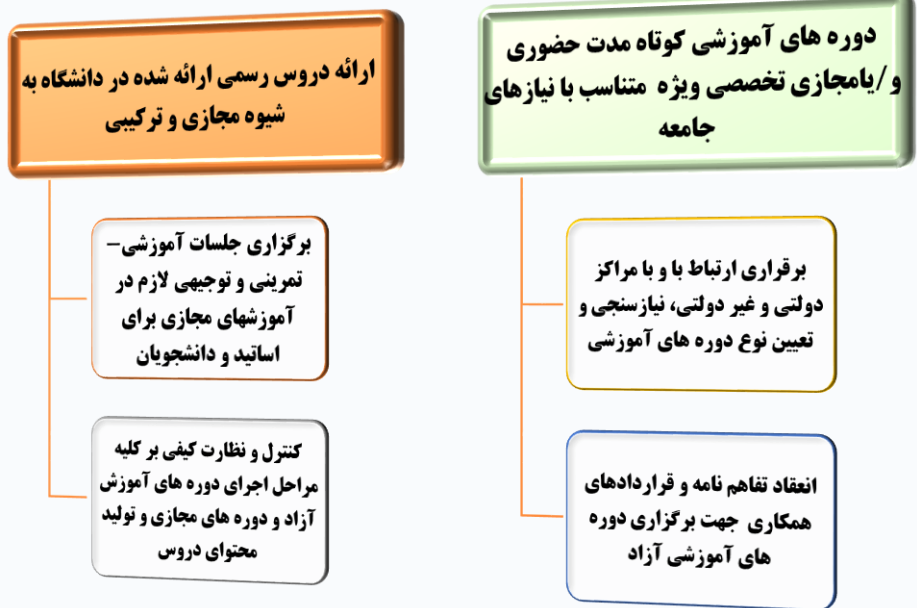 دوره های آموزشی کوتاه مدت حضوری
و /یامجازی تخصصی ویژه متناسب با نیازهای
جامعه
برقراری ارتباط با و با مراکز
دولتی و غیر دولتی، نیازسنجی و
تعیین نوع دوره های آموزشی
انعقاد تفاهم نامه و قراردادهای
همکاری جهت برگزاری دوره
های آموزشی آزاد
ارائه دروس رسمی ارائه شده در دانشگاه به
شیوه مجازی و ترکیبی
برگزاری جلسات آموزشی–
تمرینی و توجیهی لازم در
آموزشهای مجازی برای
اساتید و دانشجویان
کنترل و نظارت کیفی بر کلیه
مراحل اجرای دوره های آموزش
آزاد و دوره های مجازی و تولید
محتوای دروس